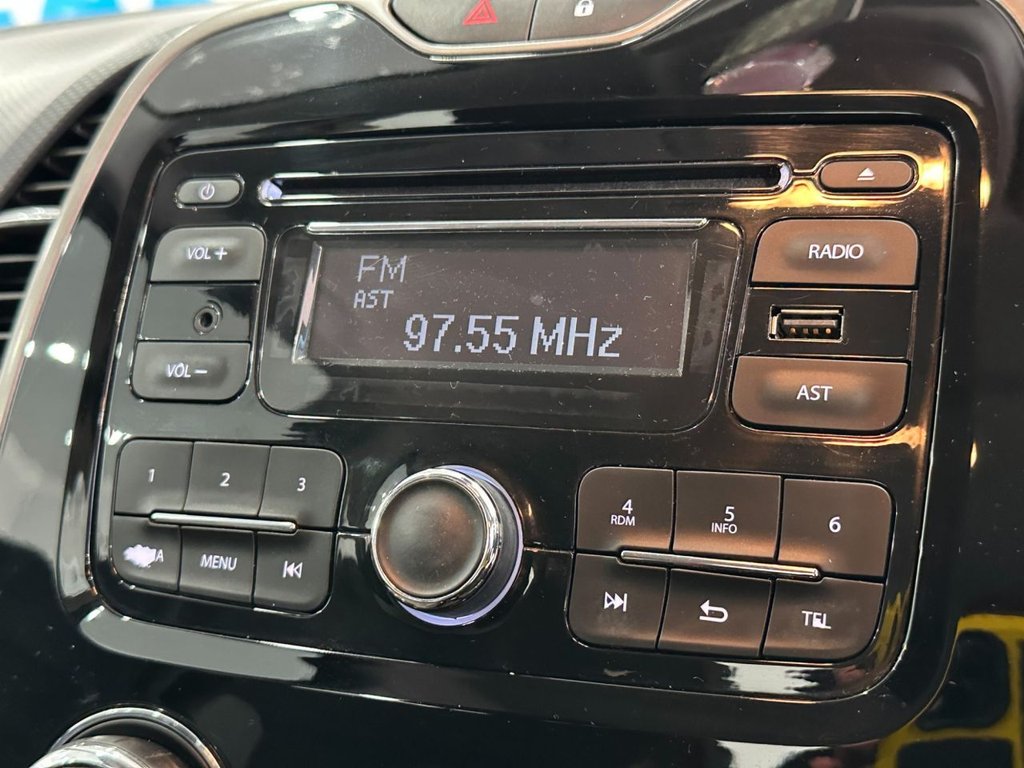 VOL +
RADIO
FM
AST
97.55 MHz
VOL –
AST
1
2
3
4
RDM
5
INFO
6
MENU
TEL